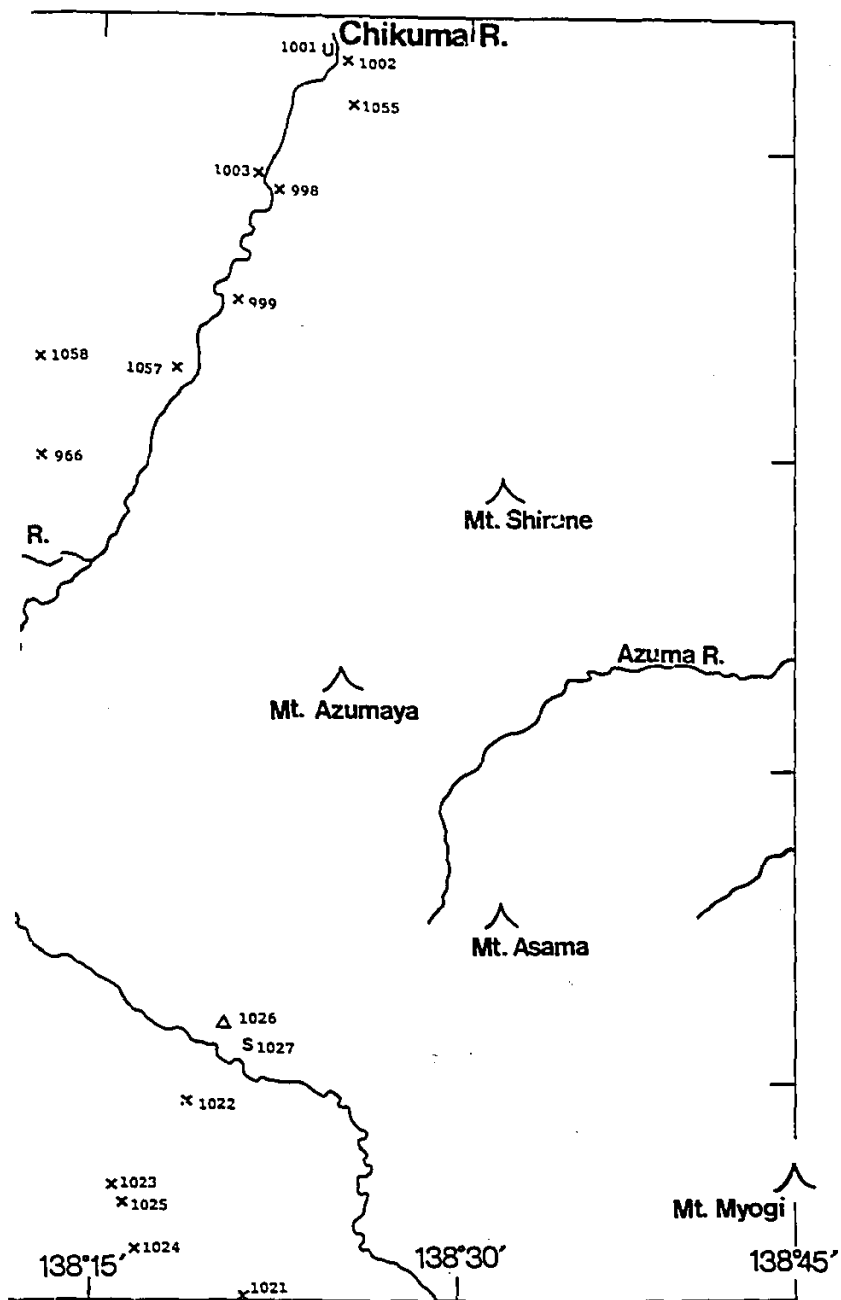 Chikuma R.
1001 U
× 1002
×1055
1003×
× 998
× 999
×1058
1057 ×
× 966
Mt. Shirane
R.
Azuma R.
Mt. Azumaya
Mt. Asama
△ 1026
S 1027
× 1022
×1023
×1025
Mt. Myogi
×1024
138°15′
138°30′
138°45′
×1021